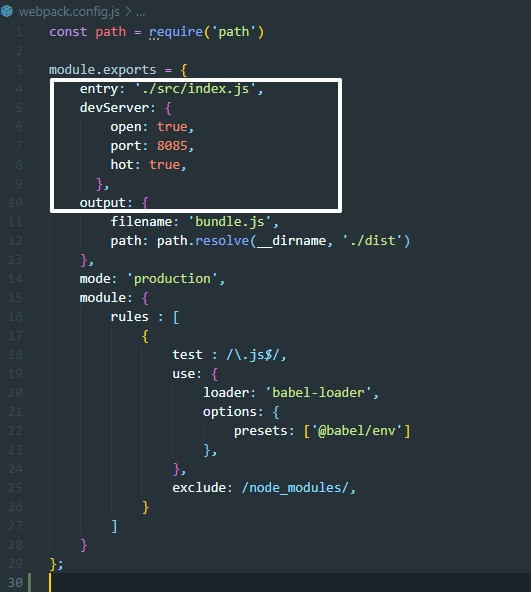 webpack.config.js > ...
1 const path = require('path')
2
3 module.exports = {
4     entry: './src/index.js',
5     devServer: {
6         open: true,
7         port: 8085,
8         hot: true,
9       },
10     output: {
11         filename: 'bundle.js',
12         path: path.resolve(__dirname, './dist')
13     },
14     mode: 'production',
15     module: {
16         rules : [
17             {
18                 test : /\.js$/,
19                 use: {
20                     loader: 'babel-loader',
21                     options: {
22                         presets: ['@babel/env']
23                     },
24                 },
25                 exclude: /node_modules/,
26             }
27         ]
28     }
29 };
30